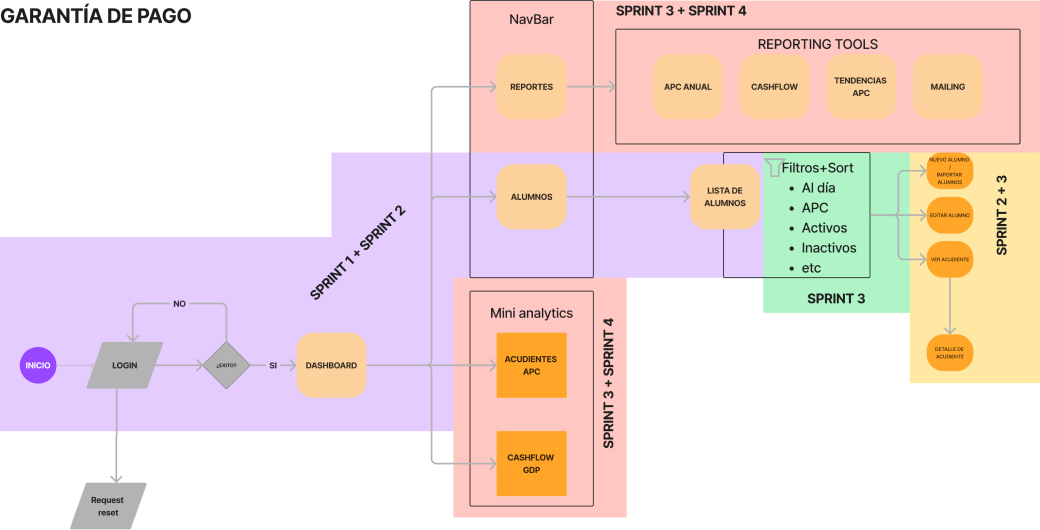 GARANTÍA DE PAGO
NavBar
SPRINT 3 + SPRINT 4
REPORTING TOOLS
REPORTES
APC ANUAL
CASHFLOW
TENDENCIAS
APC
MAILING
ALUMNOS
LISTA DE
ALUMNOS
Filtros+Sort
• Al día
• APC
• Activos
• Inactivos
• etc
SPRINT 3
NUEVO ALUMNO
/
IMPORTAR
ALUMNOS
EDITAR ALUMNO
VER ACUDIENTE
DETALLE DE
ACUDIENTE
SPRINT 2 + 3
SPRINT 1 + SPRINT 2
NO
INICIO
LOGIN
¿EXITO?
SI
DASHBOARD
Mini analytics
ACUDIENTES
APC
CASHFLOW
GDP
SPRINT 3 + SPRINT 4
Request
reset